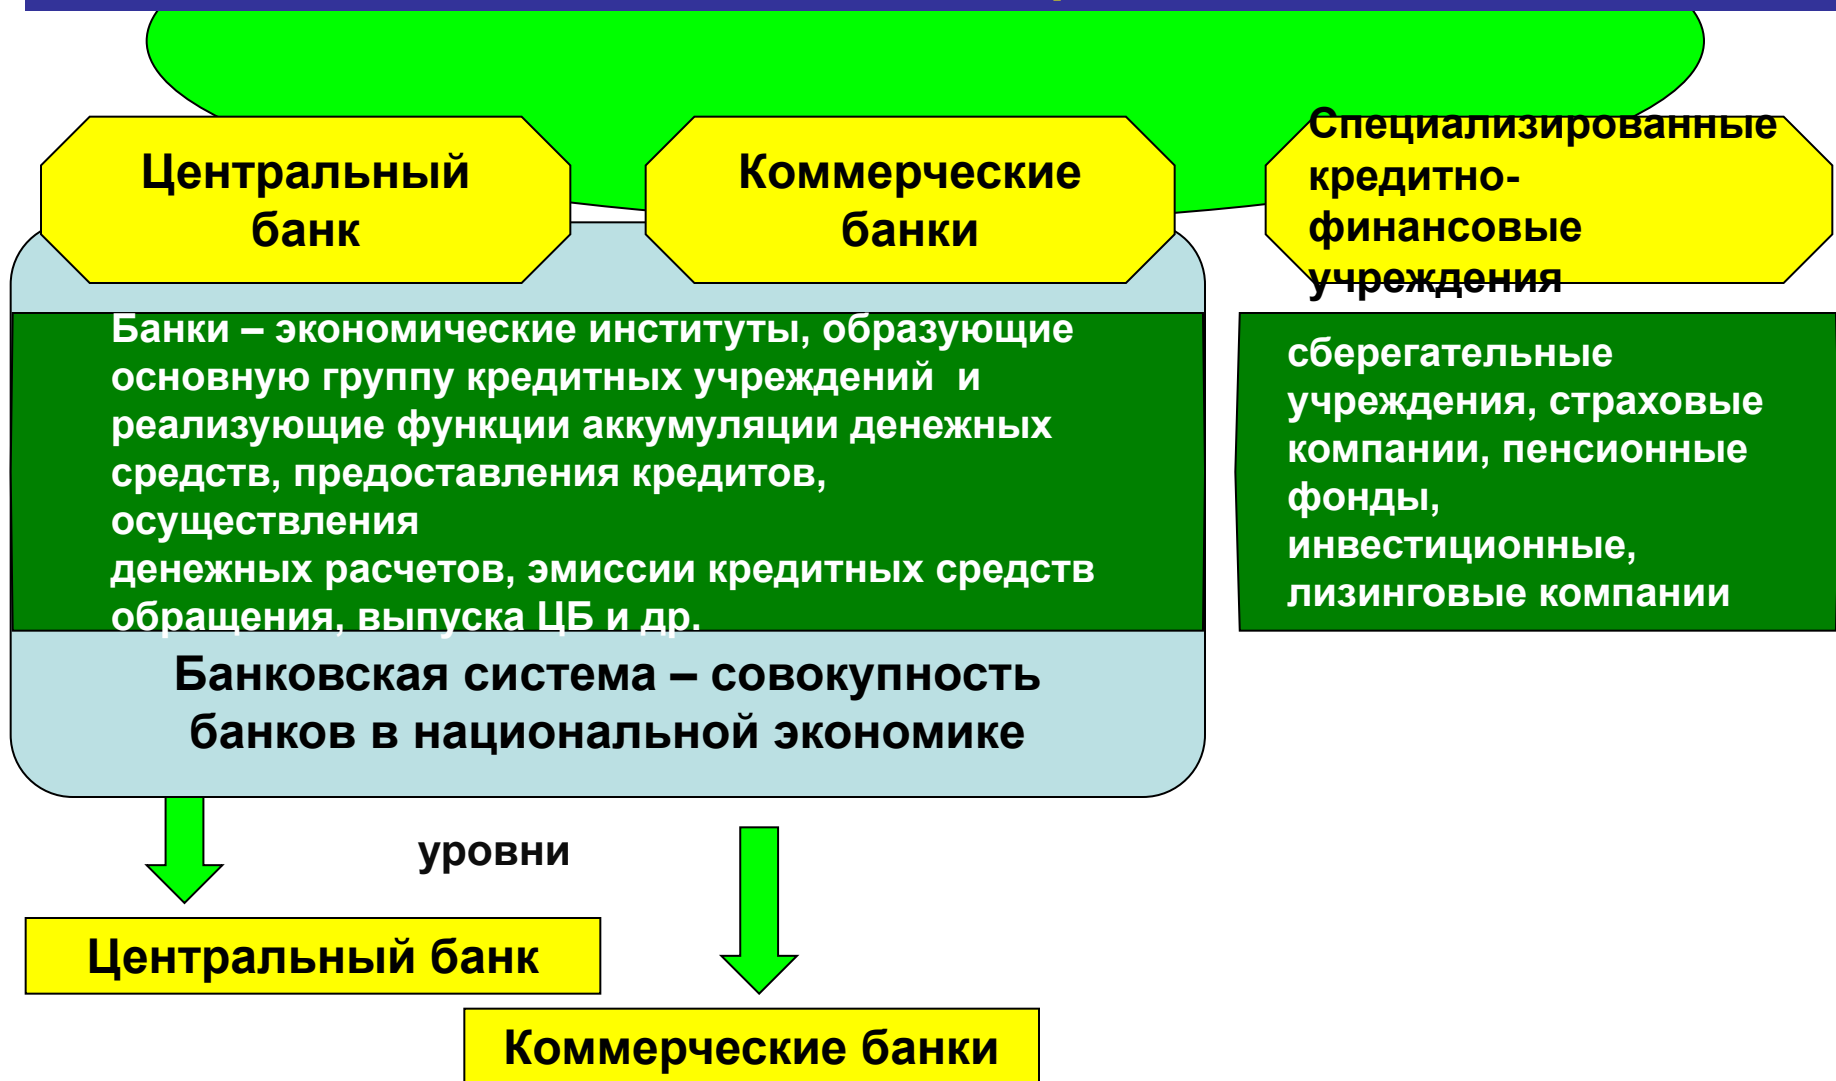 Центральный
банк
Коммерческие
банки
Специализированные
кредитно-
финансовые
учреждения
Банки – экономические институты, образующие
основную группу кредитных учреждений и
реализующие функции аккумуляции денежных
средств, предоставления кредитов,
осуществления
денежных расчетов, эмиссии кредитных средств
обращения, выпуска ЦБ и др.
сберегательные
учреждения, страховые
компании, пенсионные
фонды,
инвестиционные,
лизинговые компании
Банковская система – совокупность
банков в национальной экономике
уровни
Центральный банк
Коммерческие банки